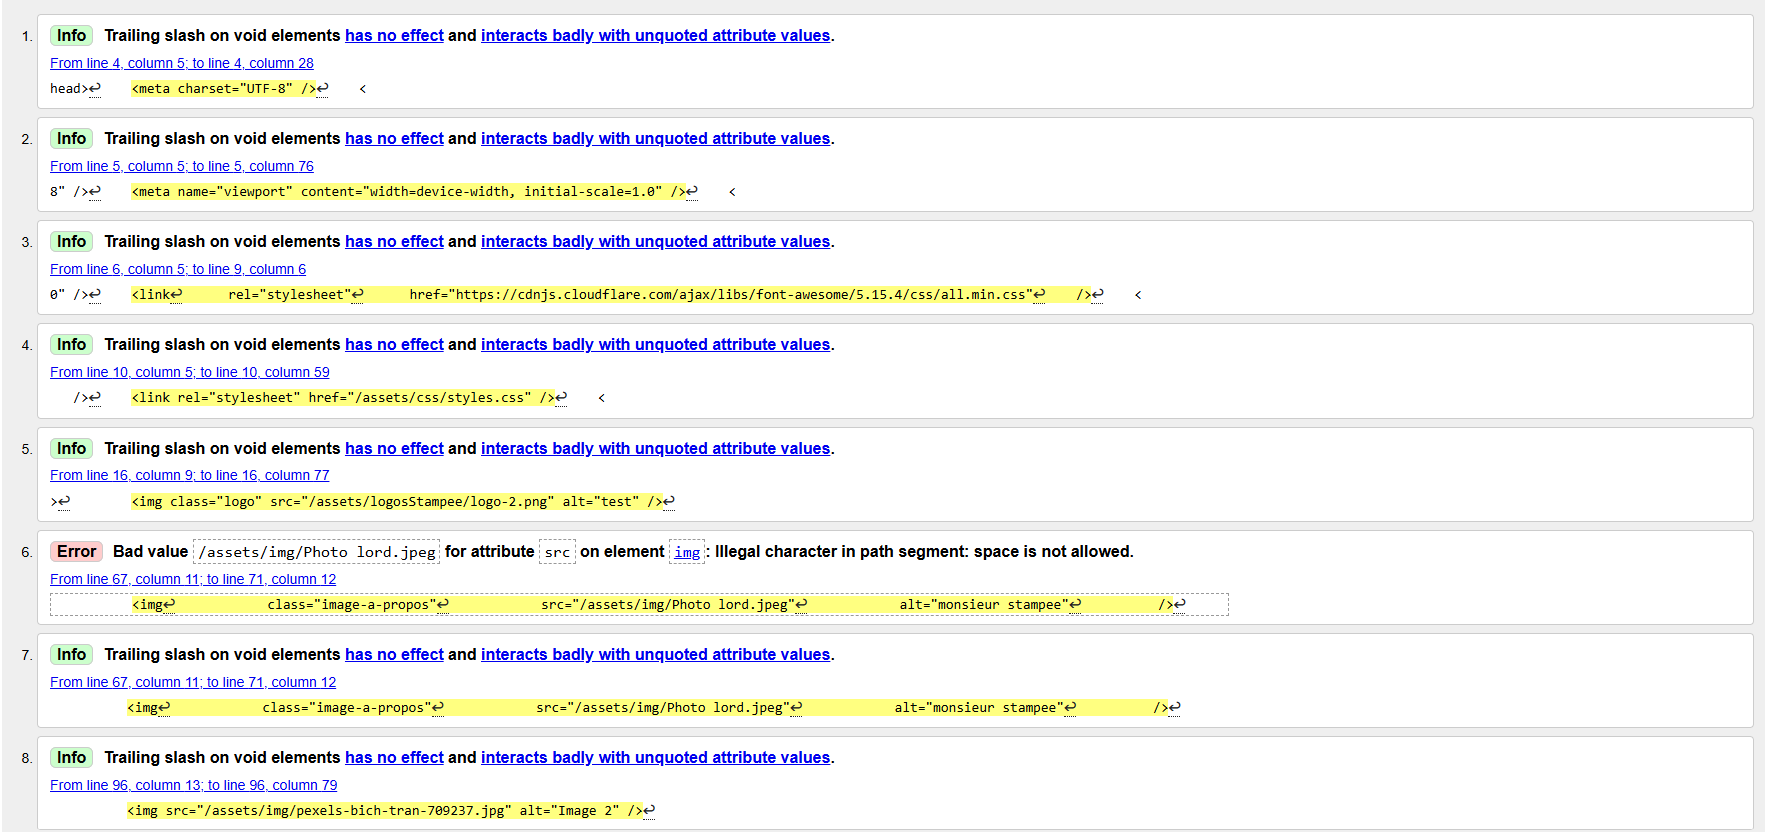 1. Info Trailing slash on void elements has no effect and interacts badly with unquoted attribute values.
From line 4, column 5; to line 4, column 28
head>↩ <meta charset="UTF-8" />↩ <
2. Info Trailing slash on void elements has no effect and interacts badly with unquoted attribute values.
From line 5, column 5; to line 5, column 76
8" />↩ <meta name="viewport" content="width=device-width, initial-scale=1.0" />↩ <
3. Info Trailing slash on void elements has no effect and interacts badly with unquoted attribute values.
From line 6, column 5; to line 9, column 6
0" />↩ <link↩ rel="stylesheet"↩ href="https://cdnjs.cloudflare.com/ajax/libs/font-awesome/5.15.4/css/all.min.css"↩ />↩ <
4. Info Trailing slash on void elements has no effect and interacts badly with unquoted attribute values.
From line 10, column 5; to line 10, column 59
/>↩ <link rel="stylesheet" href="/assets/css/styles.css" />↩ <
5. Info Trailing slash on void elements has no effect and interacts badly with unquoted attribute values.
From line 16, column 9; to line 16, column 77
>↩ <img class="logo" src="/assets/logosStampee/logo-2.png" alt="test" />↩
6. Error Bad value /assets/img/Photo lord.jpeg for attribute src on element img: Illegal character in path segment: space is not allowed.
From line 67, column 11; to line 71, column 12
<img↩ class="image-a-propos"↩ src="/assets/img/Photo lord.jpeg"↩ alt="monsieur stampee"↩ />↩
7. Info Trailing slash on void elements has no effect and interacts badly with unquoted attribute values.
From line 67, column 11; to line 71, column 12
<img↩ class="image-a-propos"↩ src="/assets/img/Photo lord.jpeg"↩ alt="monsieur stampee"↩ />↩
8. Info Trailing slash on void elements has no effect and interacts badly with unquoted attribute values.
From line 96, column 13; to line 96, column 79
<img src="/assets/img/pexels-bich-tran-709237.jpg" alt="Image 2" />↩